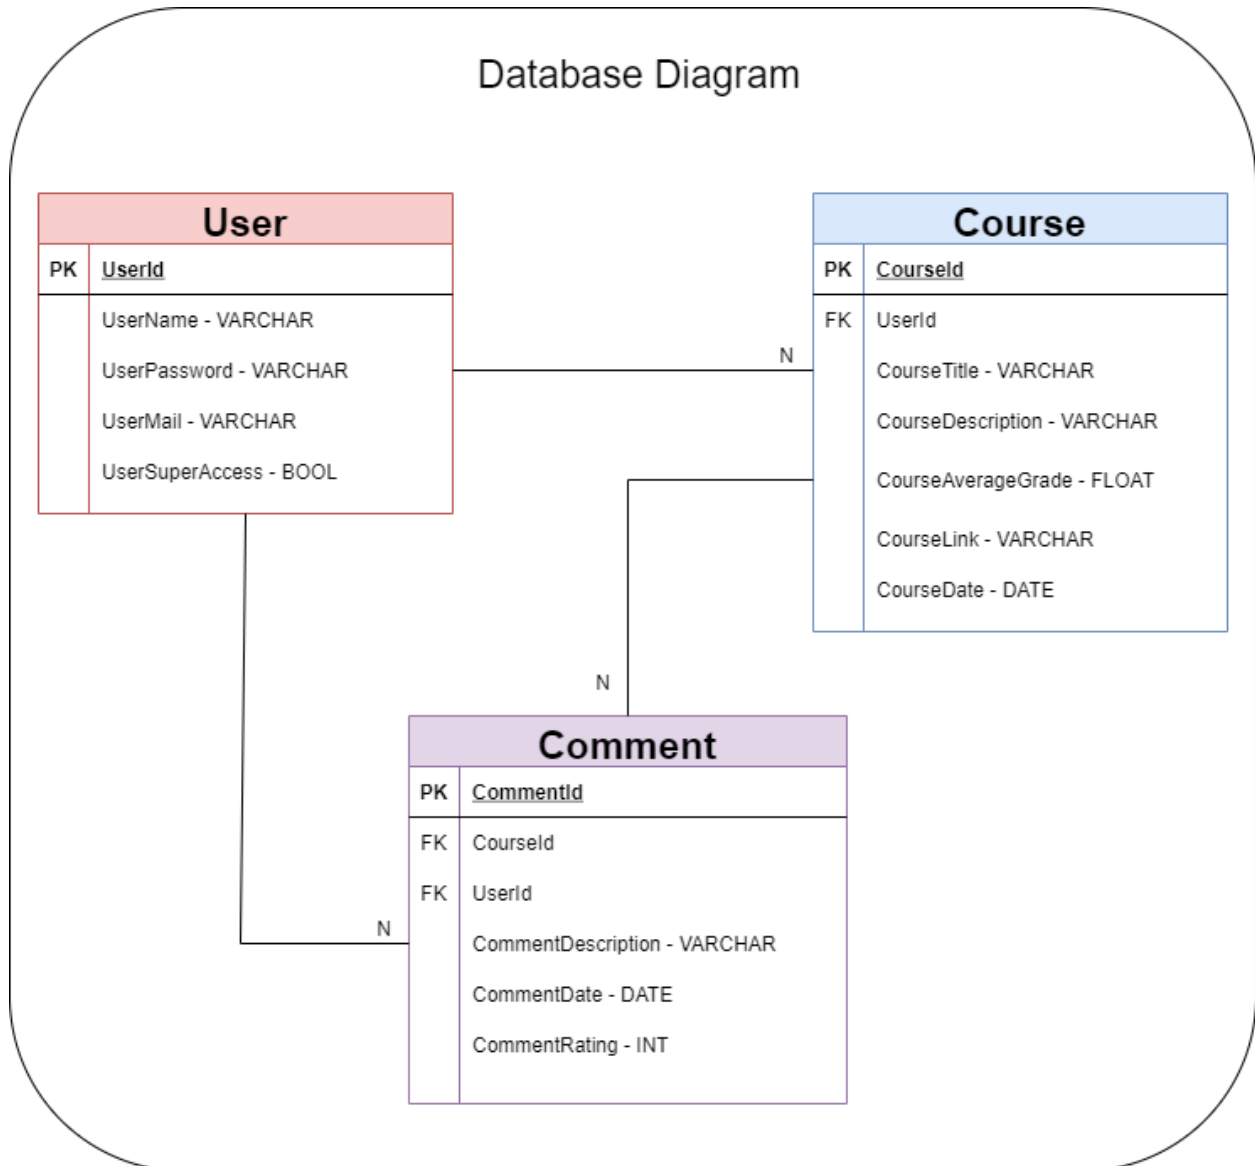 Database Diagram
User
PK UserId
UserName - VARCHAR
UserPassword - VARCHAR
UserMail - VARCHAR
UserSuperAccess - BOOL
N
Course
PK CourseId
FK UserId
CourseTitle - VARCHAR
CourseDescription - VARCHAR
CourseAverageGrade - FLOAT
CourseLink - VARCHAR
CourseDate - DATE
N
Comment
PK CommentId
FK CourseId
FK UserId
N
CommentDescription - VARCHAR
CommentDate - DATE
CommentRating - INT